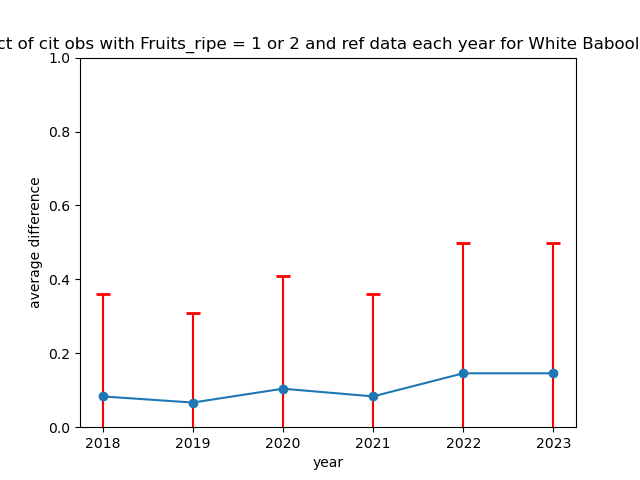 ct of cit obs with Fruits_ripe = 1 or 2 and ref data each year for White Babool
1.0
0.8
0.6
0.4
0.2
0.0
average difference
2018 2019 2020 2021 2022 2023
year